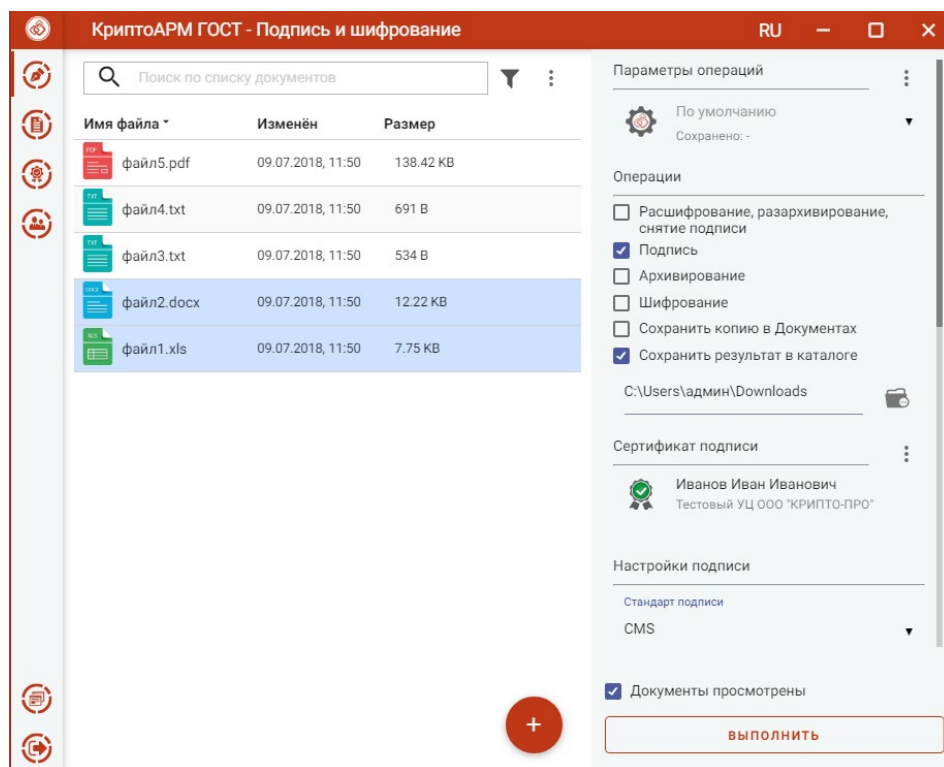 КриптоАРМ ГОСТ - Подпись и шифрование RU
Поиск по списку документов
Имя файла Изменён Размер
PDF файл5.pdf 09.07.2018, 11:50 138.42 KB
TXT файл4.txt 09.07.2018, 11:50 691 B
TXT файл3.txt 09.07.2018, 11:50 534 B
DOCX файл2.docx 09.07.2018, 11:50 12.22 KB
XLS файл1.xls 09.07.2018, 11:50 7.75 KB
Параметры операций
По умолчанию
Сохранено: -
Операции
Расшифрование, разархивирование,
снятие подписи
Подпись
Архивирование
Шифрование
Сохранить копию в Документах
Сохранить результат в каталоге
C:\Users\админ\Downloads
Сертификат подписи
Иванов Иван Иванович
Тестовый УЦ ООО "КРИПТО-ПРО"
Настройки подписи
Стандарт подписи
CMS
Документы просмотрены
+
ВЫПОЛНИТЬ